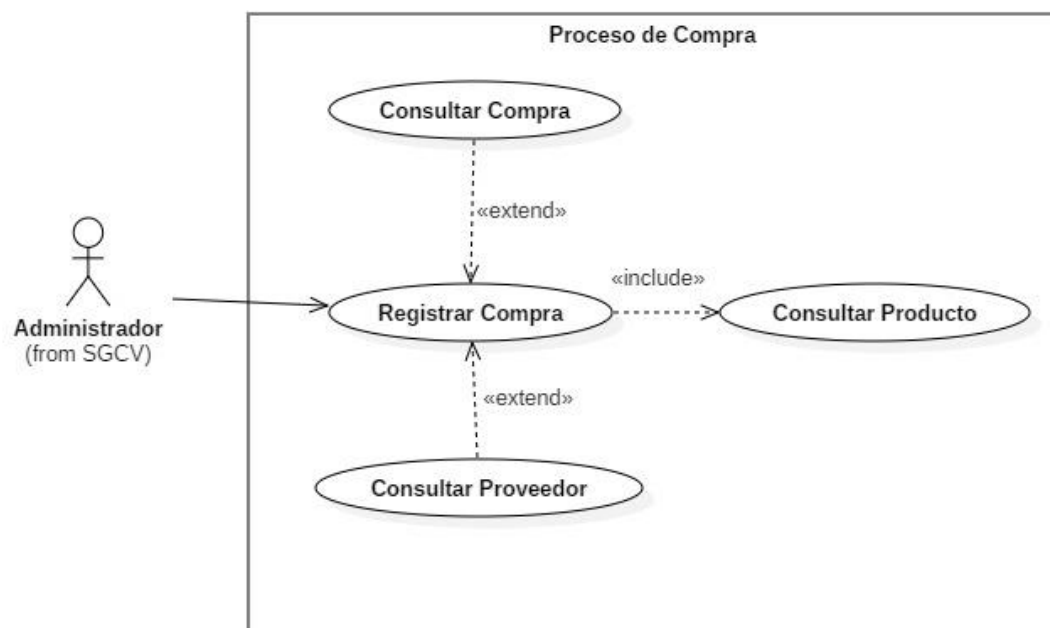 Proceso de Compra
Consultar Compra
«extend»
Registrar Compra
«include»
Consultar Producto
Administrador
(from SGCV)
«extend»
Consultar Proveedor